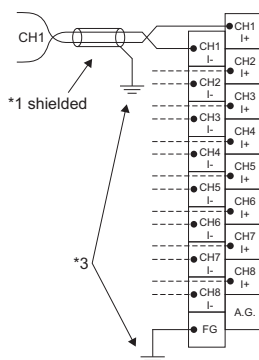 CH1
*1 shielded
*3
CH1
I+
CH1
I-
CH2
I+
CH2
I-
CH3
I+
CH3
I-
CH4
I+
CH4
I-
CH5
I+
CH5
I-
CH6
I+
CH6
I-
CH7
I+
CH7
I-
CH8
I+
CH8
I-
A.G.
FG